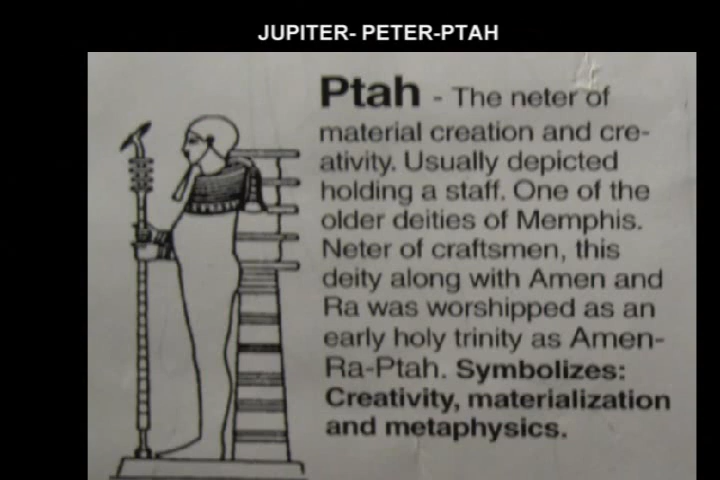 JUPITER- PETER-PTAH
Ptah - The neter of
material creation and cre-
ativity. Usually depicted
holding a staff. One of the
older deities of Memphis.
Neter of craftsmen, this
deity along with Amen and
Ra was worshipped as an
early holy trinity as Amen-
Ra-Ptah. Symbolizes:
Creativity, materialization
and metaphysics.